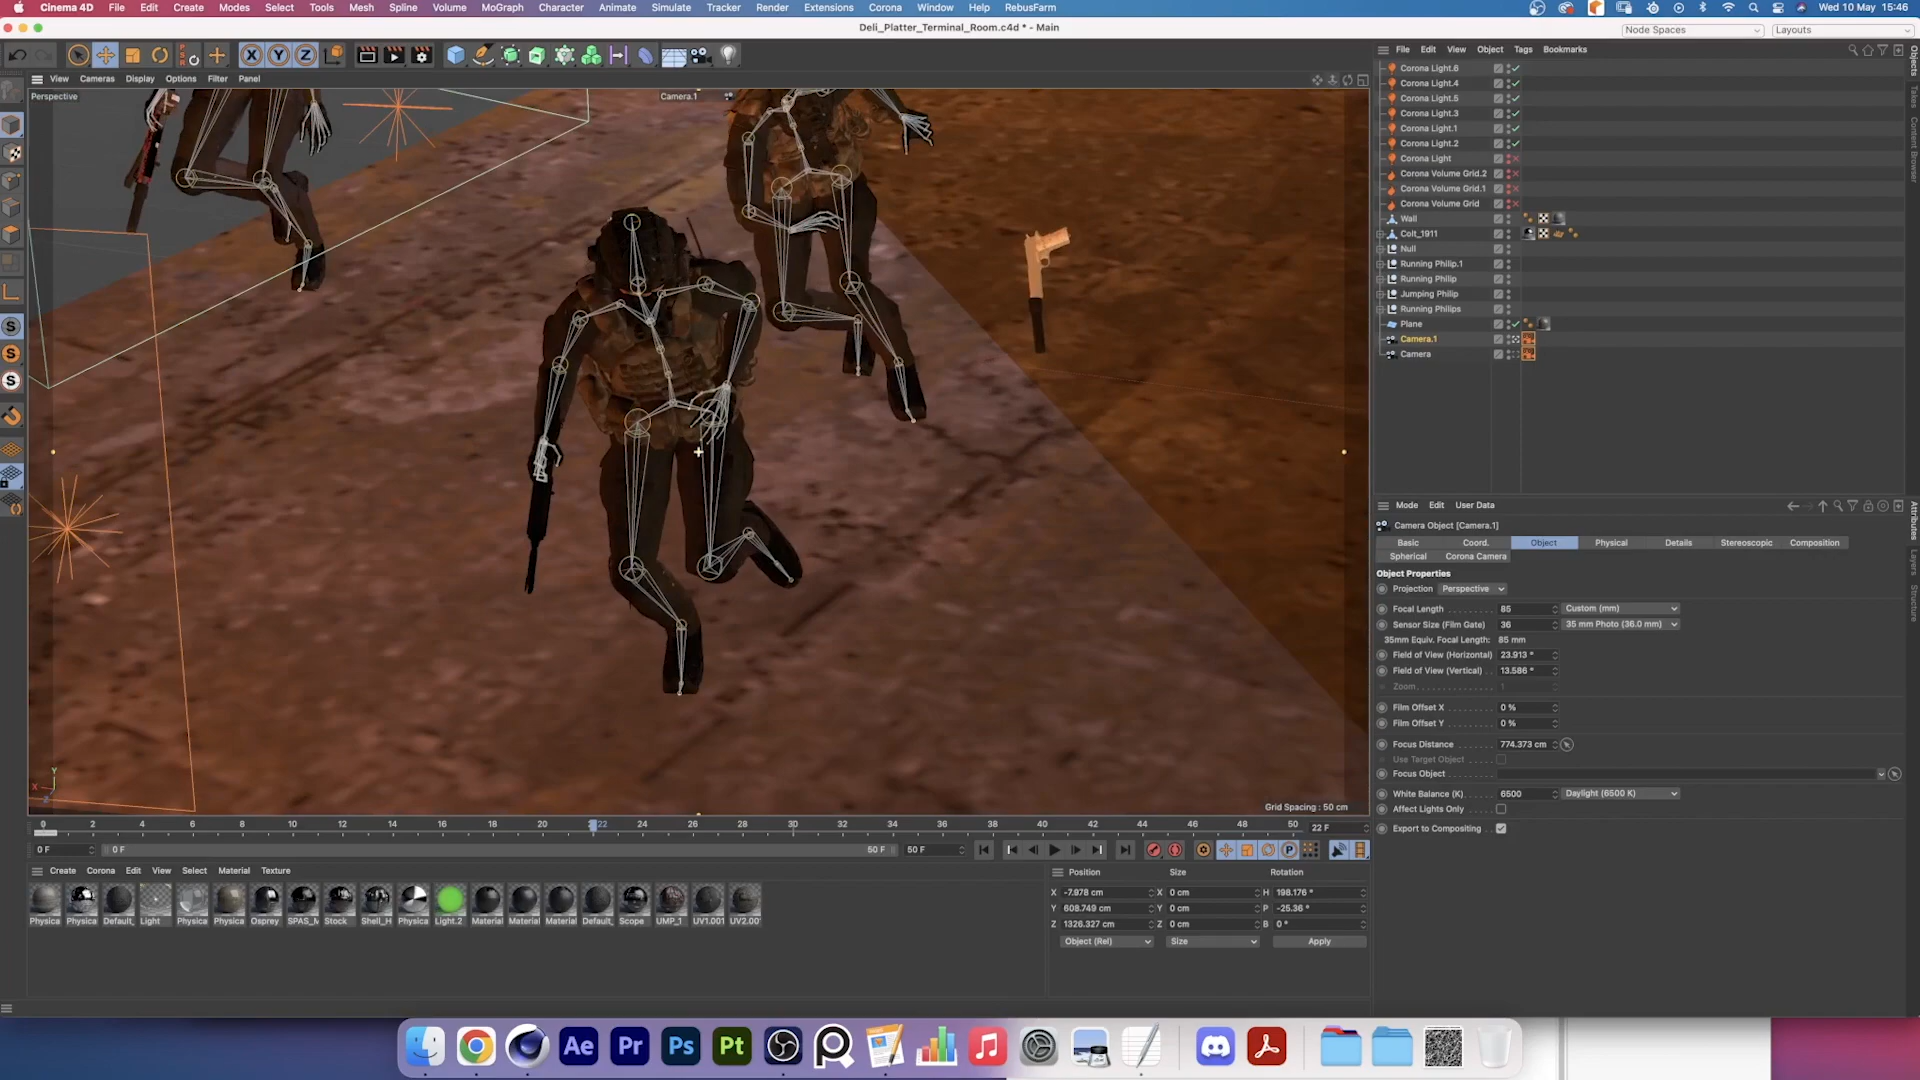 Cinema 4D File Edit Create Modes Select Tools Mesh Spline Volume MoGraph Character Animate Simulate Tracker Render Extensions Corona Window Help RebusFarm Wed 10 May 15:46
Deli_Platter_Terminal_Room.c4d * - Main
Node Spaces Layouts
View Cameras Display Options Filter Panel
Perspective Camera.1
File Edit View Object Tags Bookmarks
Corona Light.6
Corona Light.4
Corona Light.5
Corona Light.3
Corona Light.1
Corona Light.2
Corona Light
Corona Volume Grid.2
Corona Volume Grid.1
Corona Volume Grid
Wall
Colt_1911
Null
Running Philip.1
Running Philip
Jumping Philip
Running Philips
Plane
Camera.1
Camera
Objects
Takes
Content Browser
Mode Edit User Data
Camera Object [Camera.1]
Basic Coord. Object Physical Details Stereoscopic Composition
Spherical Corona Camera
Object Properties
Projection Perspective
Focal Length 85 Custom (mm)
Sensor Size (Film Gate) 36 35 mm Photo (36.0 mm)
35mm Equiv. Focal Length: 85 mm
Field of View (Horizontal) 23.913 °
Field of View (Vertical) 13.586 °
Zoom 1
Film Offset X 0 %
Film Offset Y 0 %
Focus Distance 774.373 cm
Use Target Object
Focus Object
White Balance (K) 6500 Daylight (6500 K)
Affect Lights Only
Export to Compositing
Attributes
Layers
Structure
Grid Spacing : 50 cm
0 2 4 6 8 10 12 14 16 18 20 22 24 26 28 30 32 34 36 38 40 42 44 46 48 50 22 F
0 F 0 F 50 F 50 F
Create Corona Edit View Select Material Texture
Physica Physica Default_ Light Physica Physica Osprey SPAS_M Stock Shell_H Physica Light.2 Material Material Material Default_ Scope UMP_1 UV1.001 UV2.00
Position Size Rotation
X -7.978 cm X 0 cm H 198.176 °
Y 608.749 cm Y 0 cm P -25.36 °
Z 1326.327 cm Z 0 cm B 0 °
Object (Rel) Size Apply
Ae Pr Ps Pt